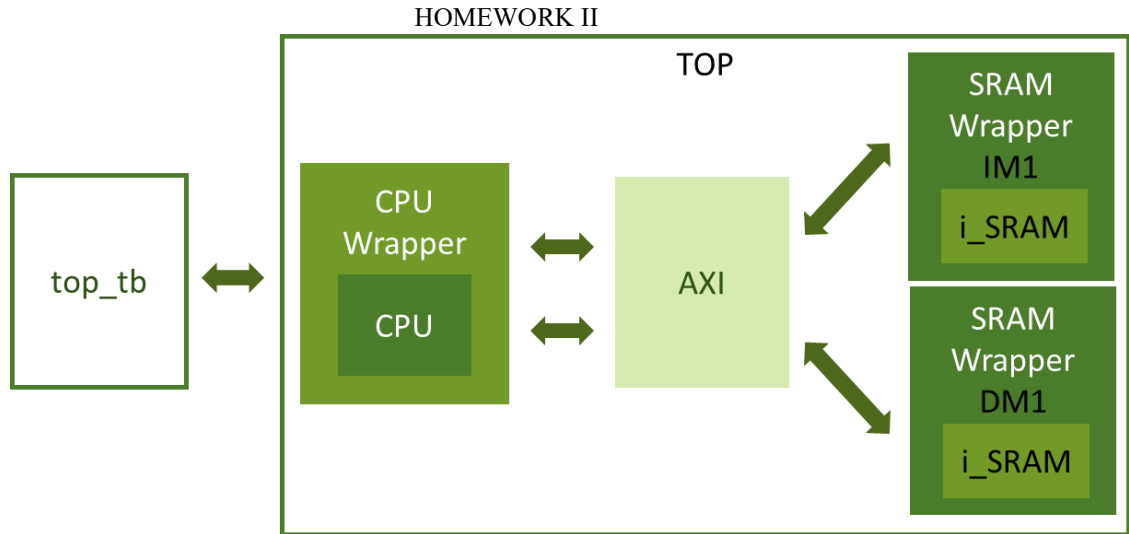 HOMEWORK II
TOP
top_tb
CPU
Wrapper
CPU
AXI
SRAM
Wrapper
IM1
i_SRAM
SRAM
Wrapper
DM1
i_SRAM